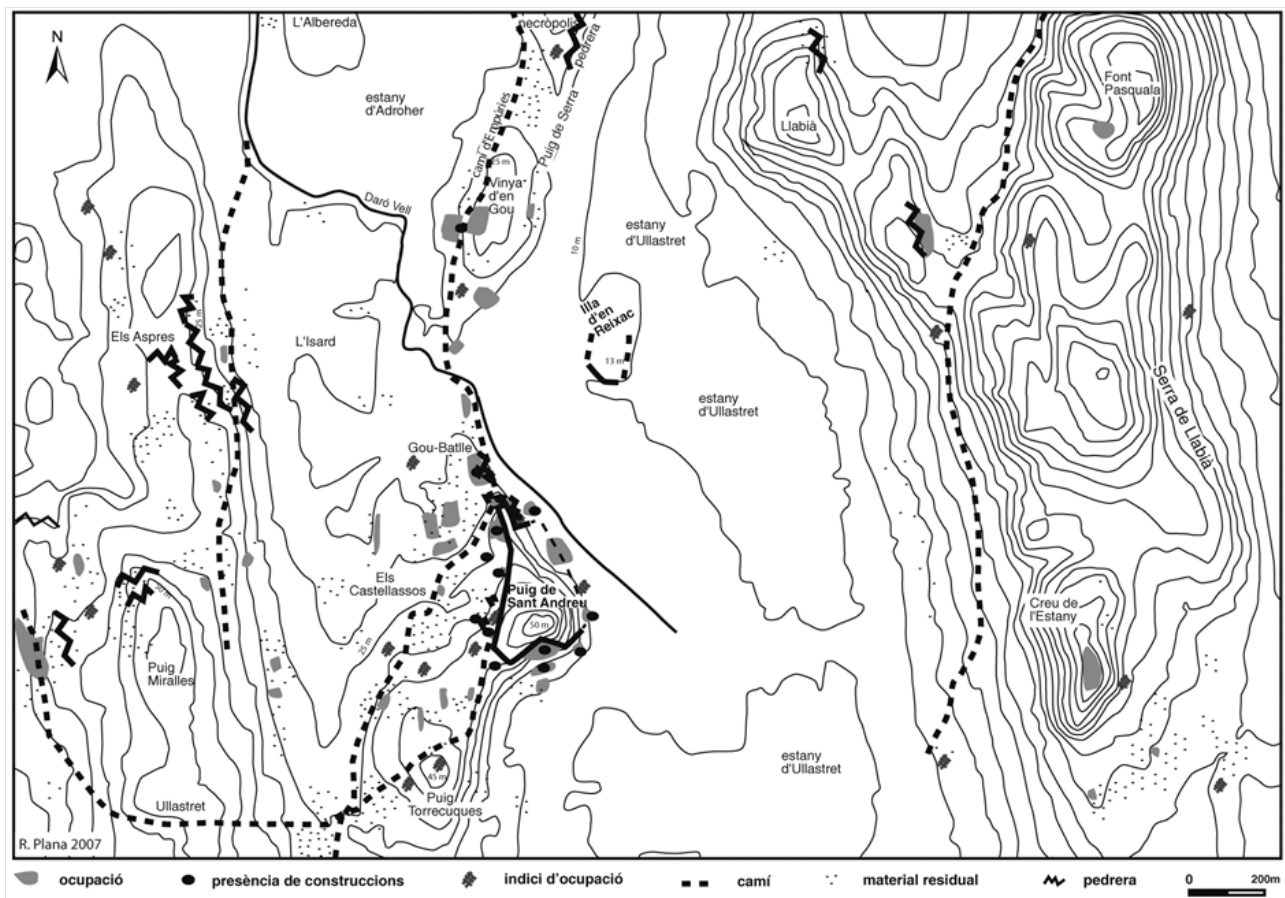 N
L'Albereda
necròpolis
pedrera
estany
d'Adroher
camí d'Empúries
Puig de Serra
Font
Pasquala
Llabià
25 m
Vinya
d'en
Gou
Daró Vell
estany
d'Ullastret
10 m
Illa
d'en
Reixac
13 m
25 m
Els Aspres
L'Isard
estany
d'Ullastret
Serra de Llabià
Gou-Batlle
Els
Castellassos
Puig de
Sant Andreu
50 m
25 m
Creu de
l'Estany
50 m
Puig
Miralles
estany
d'Ullastret
45 m
Puig
Torrecuques
Ullastret
R. Plana 2007
ocupació
presència de construccions
indici d'ocupació
camí
material residual
pedrera
0 200m